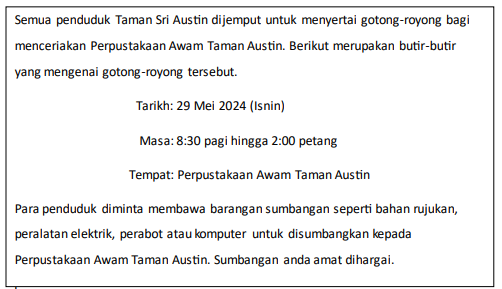 Semua penduduk Taman Sri Austin dijemput untuk menyertai gotong-royong bagi
menceriakan Perpustakaan Awam Taman Austin. Berikut merupakan butir-butir
yang mengenai gotong-royong tersebut.
Tarikh: 29 Mei 2024 (Isnin)
Masa: 8:30 pagi hingga 2:00 petang
Tempat: Perpustakaan Awam Taman Austin
Para penduduk diminta membawa barangan sumbangan seperti bahan rujukan,
peralatan elektrik, perabot atau komputer untuk disumbangkan kepada
Perpustakaan Awam Taman Austin. Sumbangan anda amat dihargai.